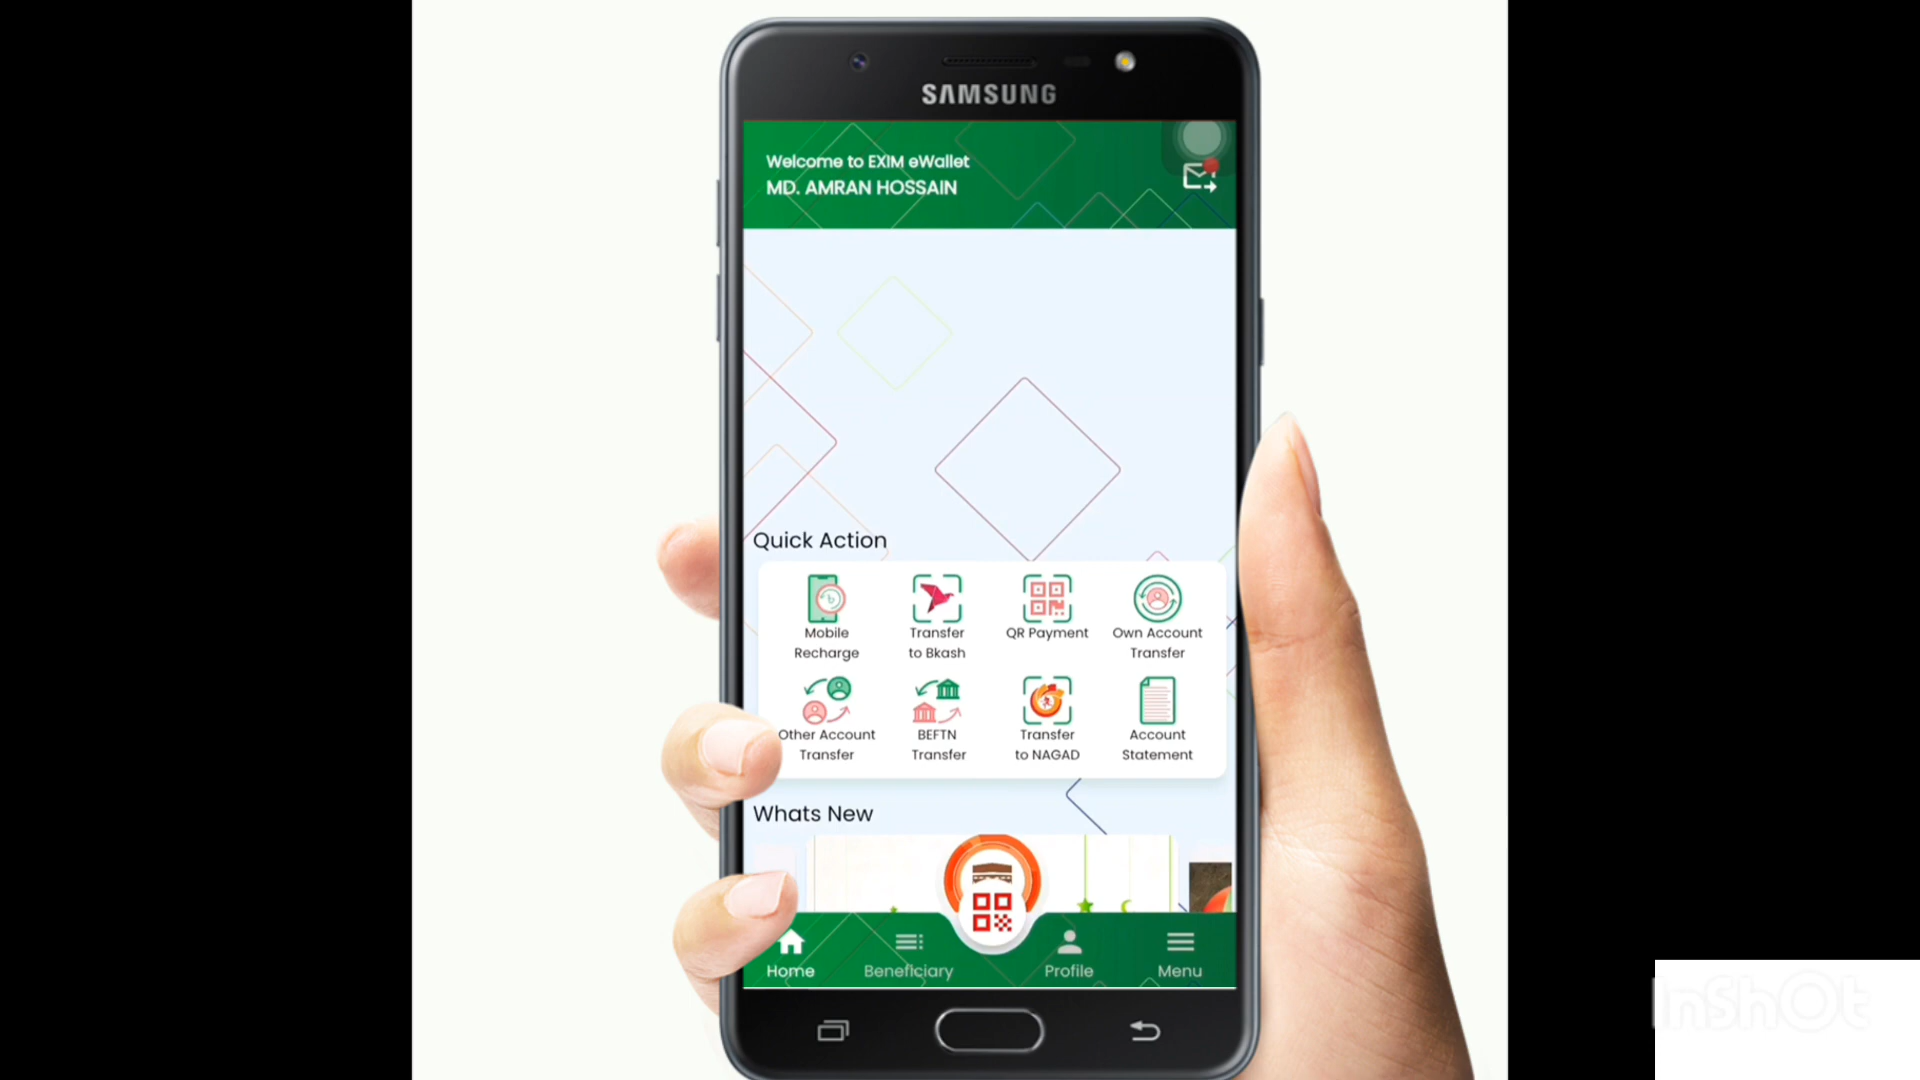 SAMSUNG
Welcome to EXIM eWallet
MD. AMRAN HOSSAIN
Quick Action
Mobile Recharge
Transfer to Bkash
QR Payment
Own Account Transfer
Other Account Transfer
BEFTN Transfer
Transfer to NAGAD
Account Statement
Whats New
Home
Beneficiary
Profile
Menu
InShOt